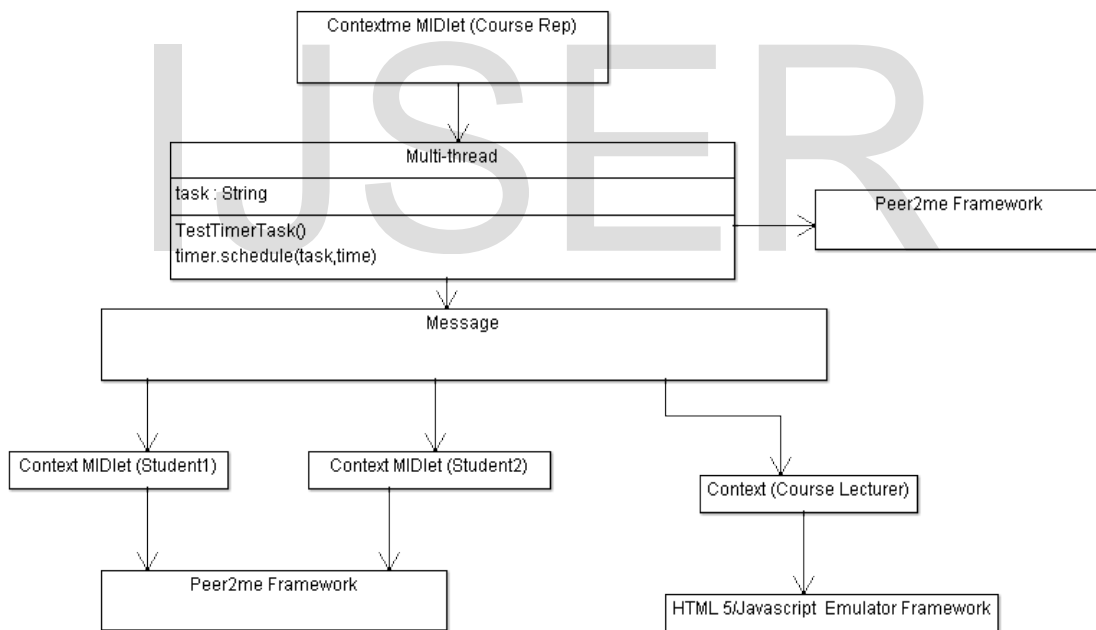 Contextme MIDlet (Course Rep)
IJSER
Multi-thread
task : String
TestTimerTask()
timer.schedule(task,time)
Peer2me Framework
Message
Context MIDlet (Student1)
Context MIDlet (Student2)
Context (Course Lecturer)
Peer2me Framework
HTML 5/Javascript Emulator Framework